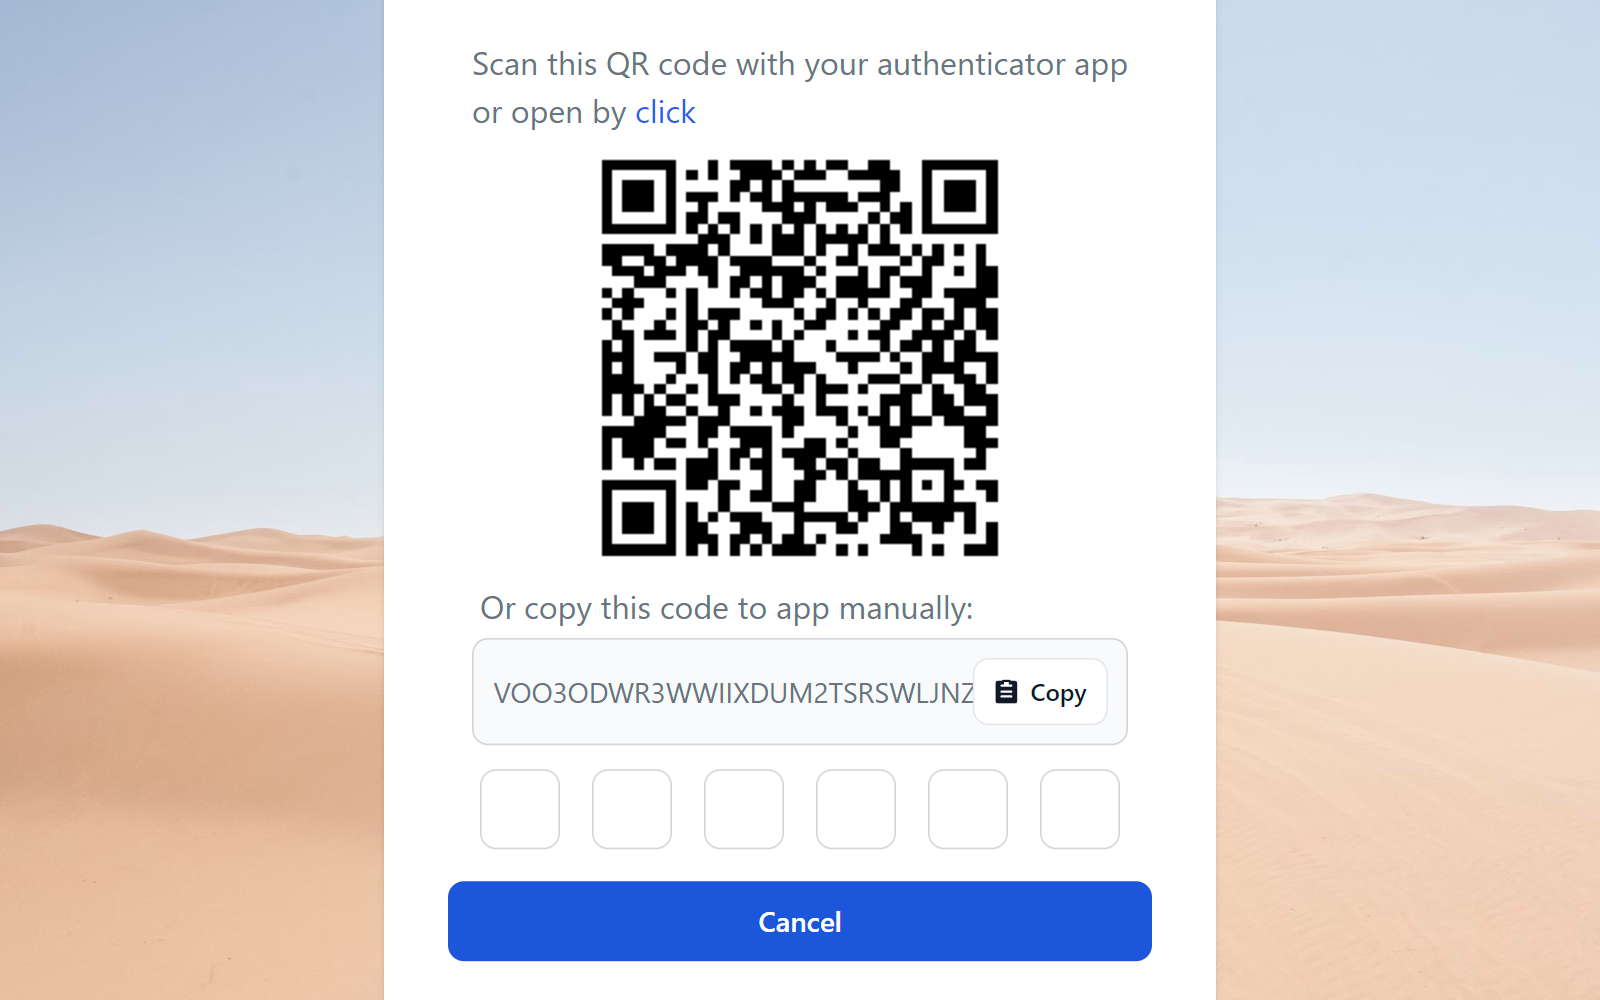 Scan this QR code with your authenticator app
or open by click
Or copy this code to app manually:
VOO3ODWR3WWIIXDUM2TSRSWLJNZ
Copy
Cancel